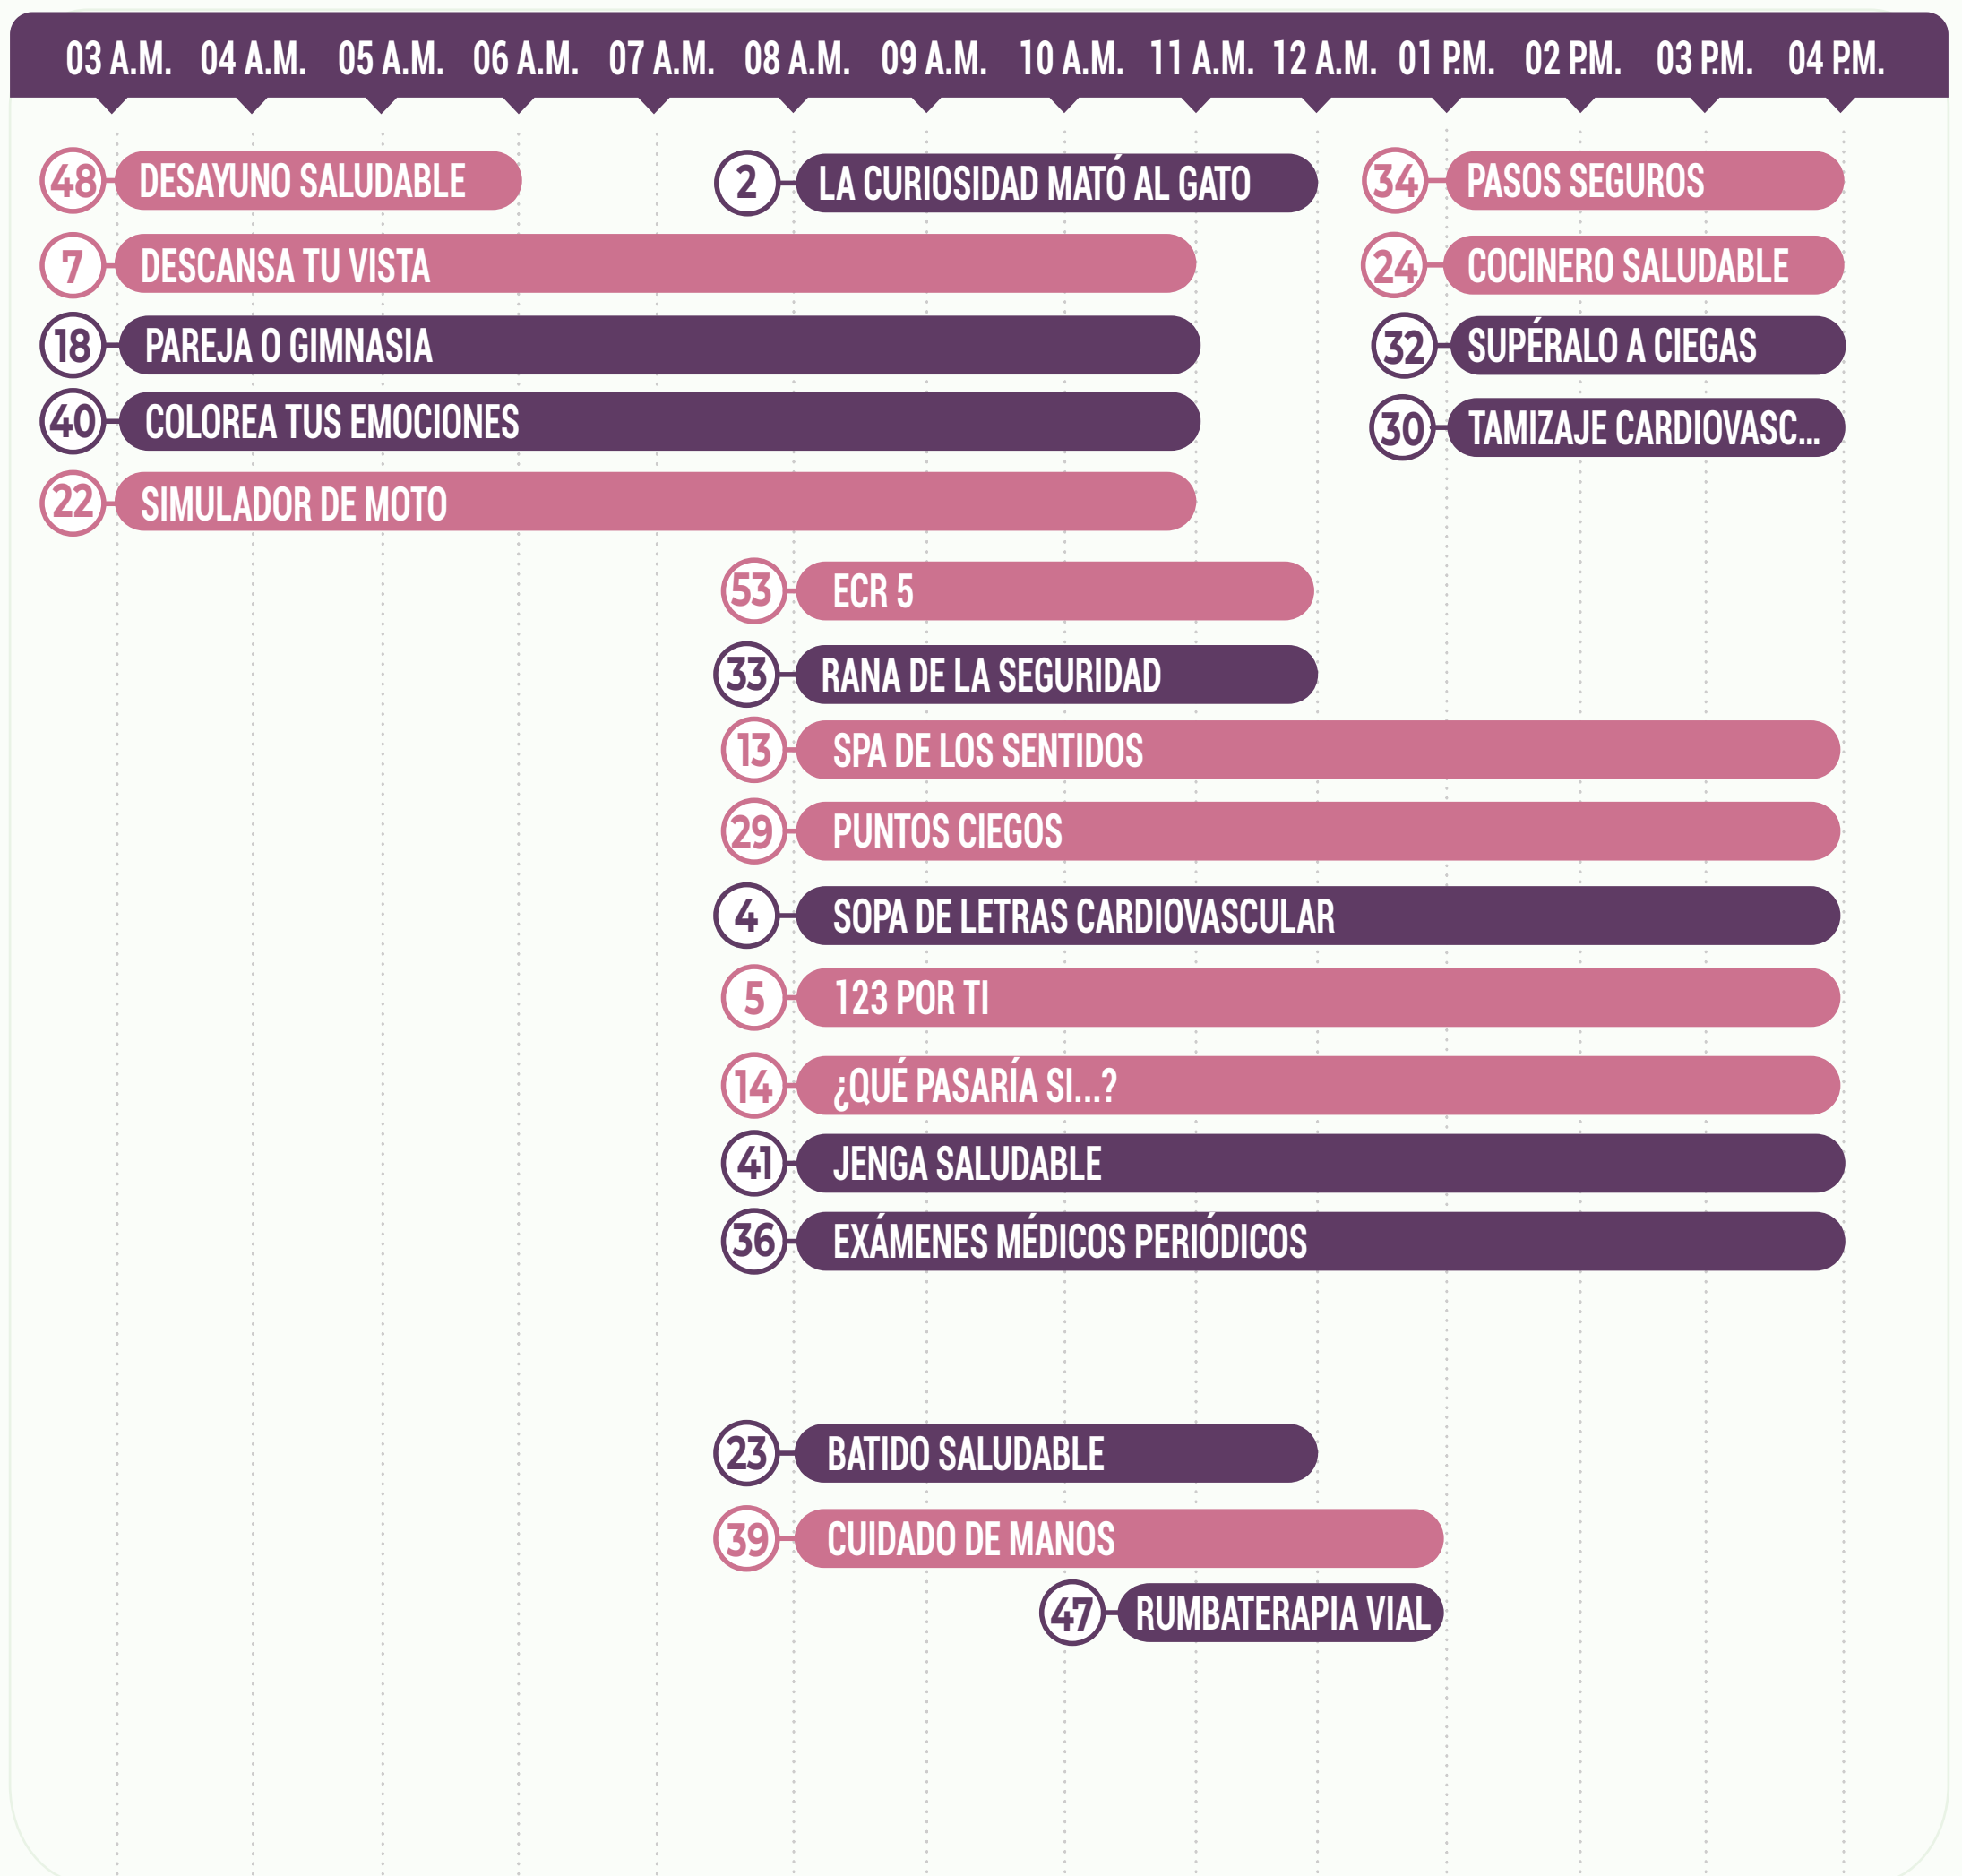 03 A.M. 04 A.M. 05 A.M. 06 A.M. 07 A.M. 08 A.M. 09 A.M. 10 A.M. 11 A.M. 12 A.M. 01 P.M. 02 P.M. 03 P.M. 04 P.M.
48 DESAYUNO SALUDABLE
2 LA CURIOSIDAD MATÓ AL GATO
34 PASOS SEGUROS
7 DESCANSA TU VISTA
24 COCINERO SALUDABLE
18 PAREJA O GIMNASIA
32 SUPÉRALO A CIEGAS
40 COLOREA TUS EMOCIONES
30 TAMIZAJE CARDIOVASC...
22 SIMULADOR DE MOTO
53 ECR 5
33 RANA DE LA SEGURIDAD
13 SPA DE LOS SENTIDOS
29 PUNTOS CIEGOS
4 SOPA DE LETRAS CARDIOVASCULAR
5 123 POR TI
14 ¿QUÉ PASARÍA SI...?
41 JENGA SALUDABLE
36 EXÁMENES MÉDICOS PERIÓDICOS
23 BATIDO SALUDABLE
39 CUIDADO DE MANOS
47 RUMBATERAPIA VIAL